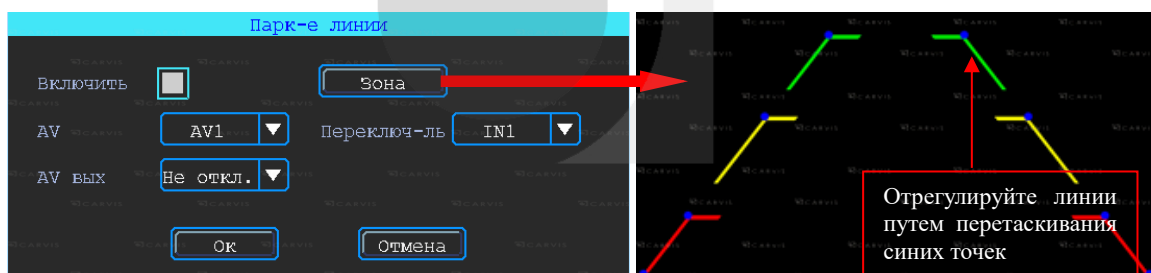 Парк-е линии
Включить
Зона
AV AV1 Переключ-ль IN1
AV вых Не откл.
Ок Отмена
Отрегулируйте линии
путем перетаскивания
синих точек